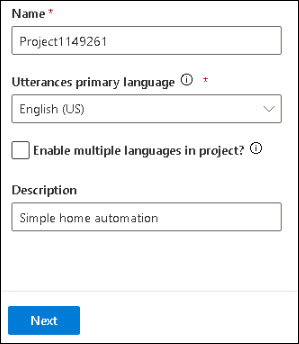 Name *
Project1149261
Utterances primary language *
English (US)
Enable multiple languages in project?
Description
Simple home automation
Next